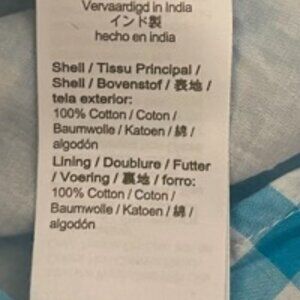 Vervaardigd in India
インド製
hecho en india
Shell / Tissu Principal /
Shell / Bovenstof / 表地 /
tela exterior:
100% Cotton / Coton /
Baumwolle / Katoen / 綿 /
algodón
Lining / Doublure / Futter
/ Voering / 裏地 / forro:
100% Cotton / Coton /
Baumwolle / Katoen / 綿 /
algodón